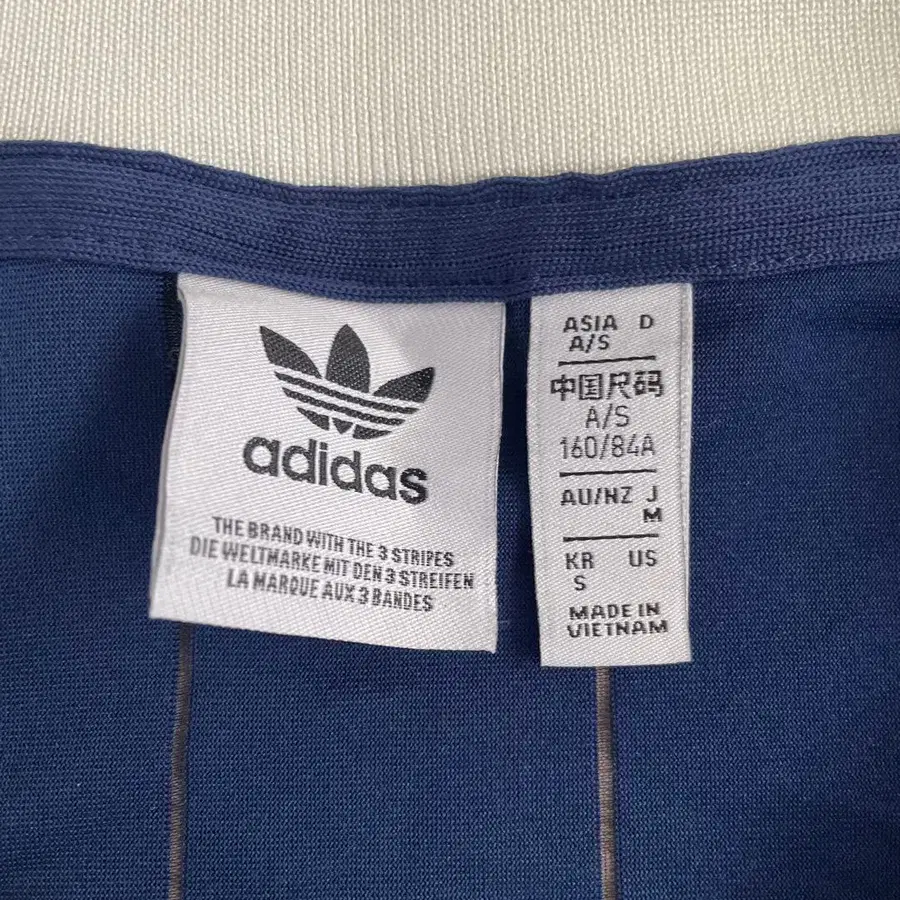 adidas
THE BRAND WITH THE 3 STRIPES
DIE WELTMARKE MIT DEN 3 STREIFEN
LA MARQUE AUX 3 BANDES
ASIA D
A/S
中国尺码
A/S
160/84A
AU/NZ J
M
KR US
S
MADE IN
VIETNAM